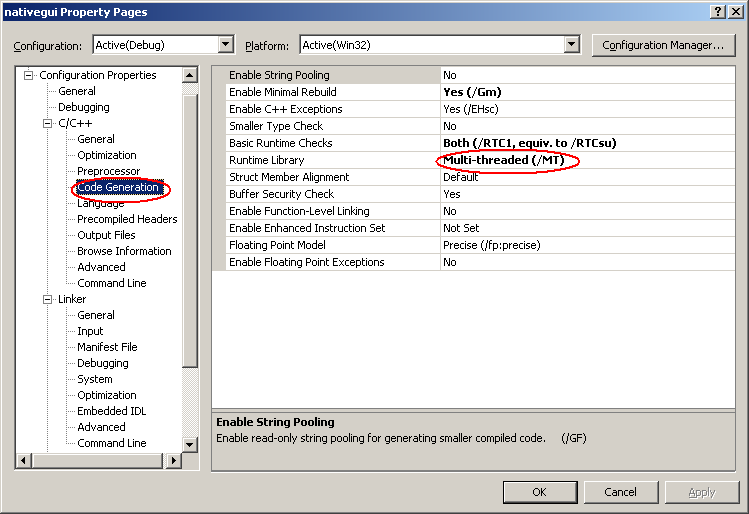 nativegui Property Pages
Configuration: Active(Debug) Platform: Active(Win32) Configuration Manager...
Configuration Properties
General
Debugging
C/C++
General
Optimization
Preprocessor
Code Generation
Language
Precompiled Headers
Output Files
Browse Information
Advanced
Command Line
Linker
General
Input
Manifest File
Debugging
System
Optimization
Embedded IDL
Advanced
Command Line
Enable String Pooling No
Enable Minimal Rebuild Yes (/Gm)
Enable C++ Exceptions Yes (/EHsc)
Smaller Type Check No
Basic Runtime Checks Both (/RTC1, equiv. to /RTCsu)
Runtime Library Multi-threaded (/MT)
Struct Member Alignment Default
Buffer Security Check Yes
Enable Function-Level Linking No
Enable Enhanced Instruction Set Not Set
Floating Point Model Precise (/fp:precise)
Enable Floating Point Exceptions No
Enable String Pooling
Enable read-only string pooling for generating smaller compiled code. (/GF)
OK Cancel Apply